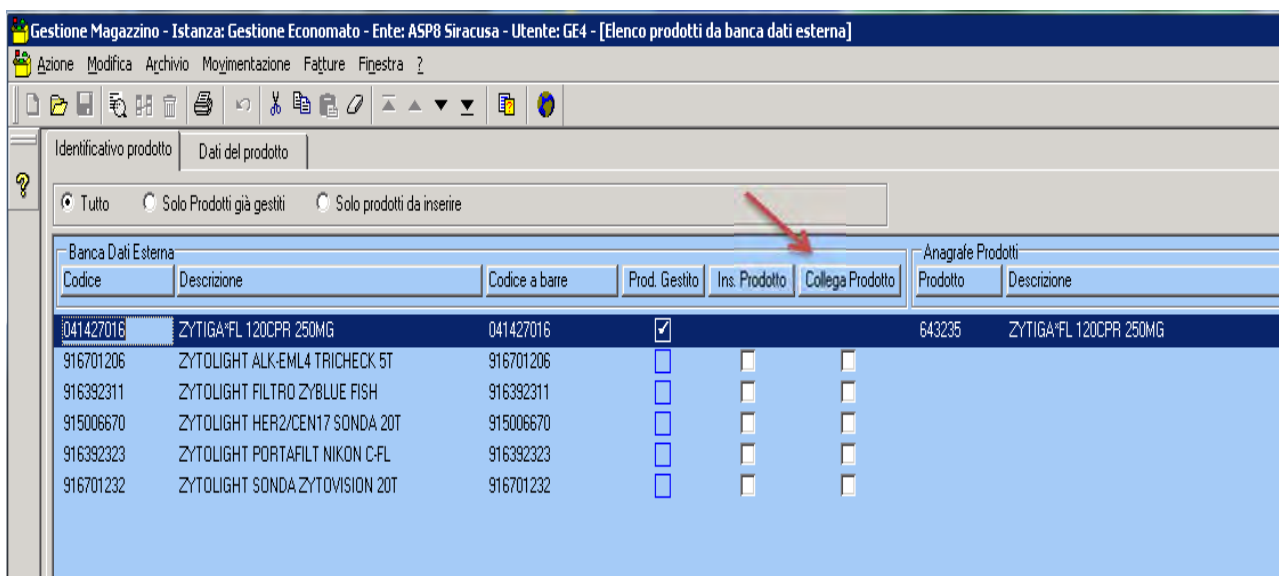 Gestione Magazzino - Istanza: Gestione Economato - Ente: ASP8 Siracusa - Utente: GE4 - [Elenco prodotti da banca dati esterna]
Azione Modifica Archivio Movimentazione Fatture Finestra ?
Identificativo prodotto Dati del prodotto
Tutto Solo Prodotti già gestiti Solo prodotti da inserire
Banca Dati Esterna Anagrafe Prodotti
Codice Descrizione Codice a barre Prod. Gestito Ins. Prodotto Collega Prodotto Prodotto Descrizione
041427016 ZYTIGA*FL 120CPR 250MG 041427016 643235 ZYTIGA*FL 120CPR 250MG
916701206 ZYTOLIGHT ALK-EML4 TRICHECK 5T 916701206
916392311 ZYTOLIGHT FILTRO ZYBLUE FISH 916392311
915006670 ZYTOLIGHT HER2/CEN17 SONDA 20T 915006670
916392323 ZYTOLIGHT PORTAFILT NIKON C-FL 916392323
916701232 ZYTOLIGHT SONDA ZYTOVISION 20T 916701232